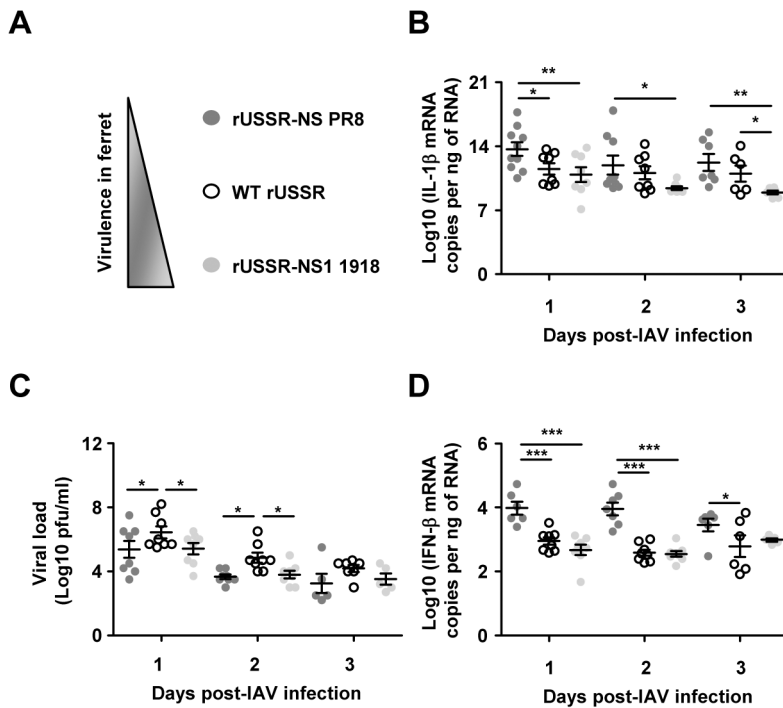 A
Virulence in ferret
rUSSR-NS PR8
WT rUSSR
rUSSR-NS1 1918
B
Log10 (IL-1β mRNA
copies per ng of RNA)
21
14
7
0
**
*
*
**
*
1 2 3
Days post-IAV infection
C
Viral load
(Log10 pfu/ml)
12
8
4
0
* *
* *
1 2 3
Days post-IAV infection
D
Log10 (IFN-β mRNA
copies per ng of RNA)
6
4
2
0
***
***
***
***
*
1 2 3
Days post-IAV infection